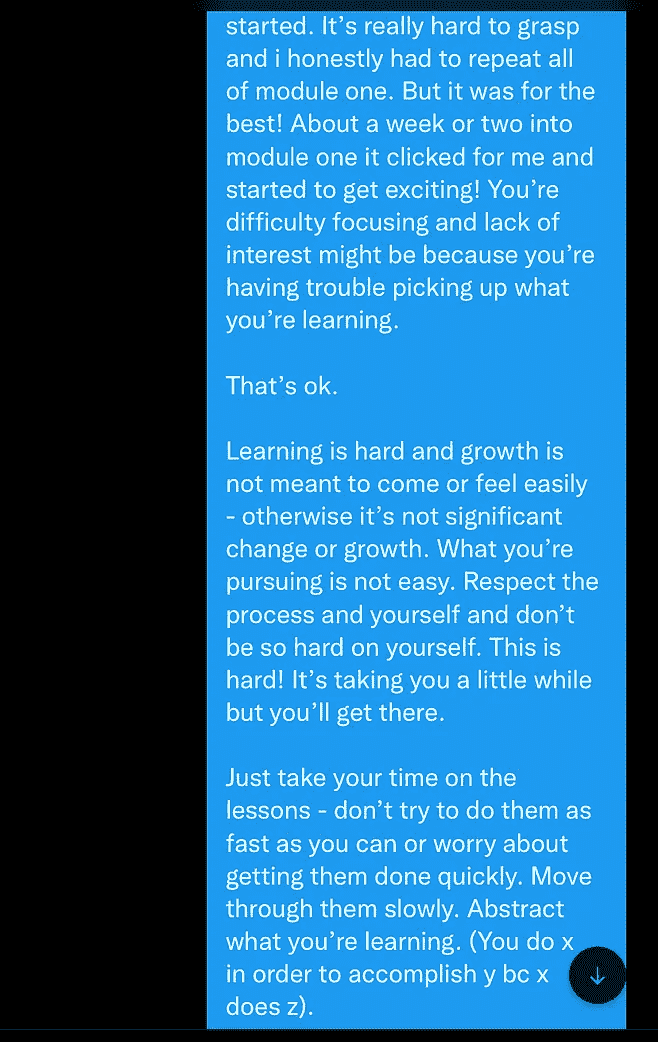 started. It’s really hard to grasp
and i honestly had to repeat all
of module one. But it was for the
best! About a week or two into
module one it clicked for me and
started to get exciting! You’re
difficulty focusing and lack of
interest might be because you’re
having trouble picking up what
you’re learning.
That’s ok.
Learning is hard and growth is
not meant to come or feel easily
- otherwise it’s not significant
change or growth. What you’re
pursuing is not easy. Respect the
process and yourself and don’t
be so hard on yourself. This is
hard! It’s taking you a little while
but you’ll get there.
Just take your time on the
lessons - don’t try to do them as
fast as you can or worry about
getting them done quickly. Move
through them slowly. Abstract
what you’re learning. (You do x
in order to accomplish y bc x
does z).